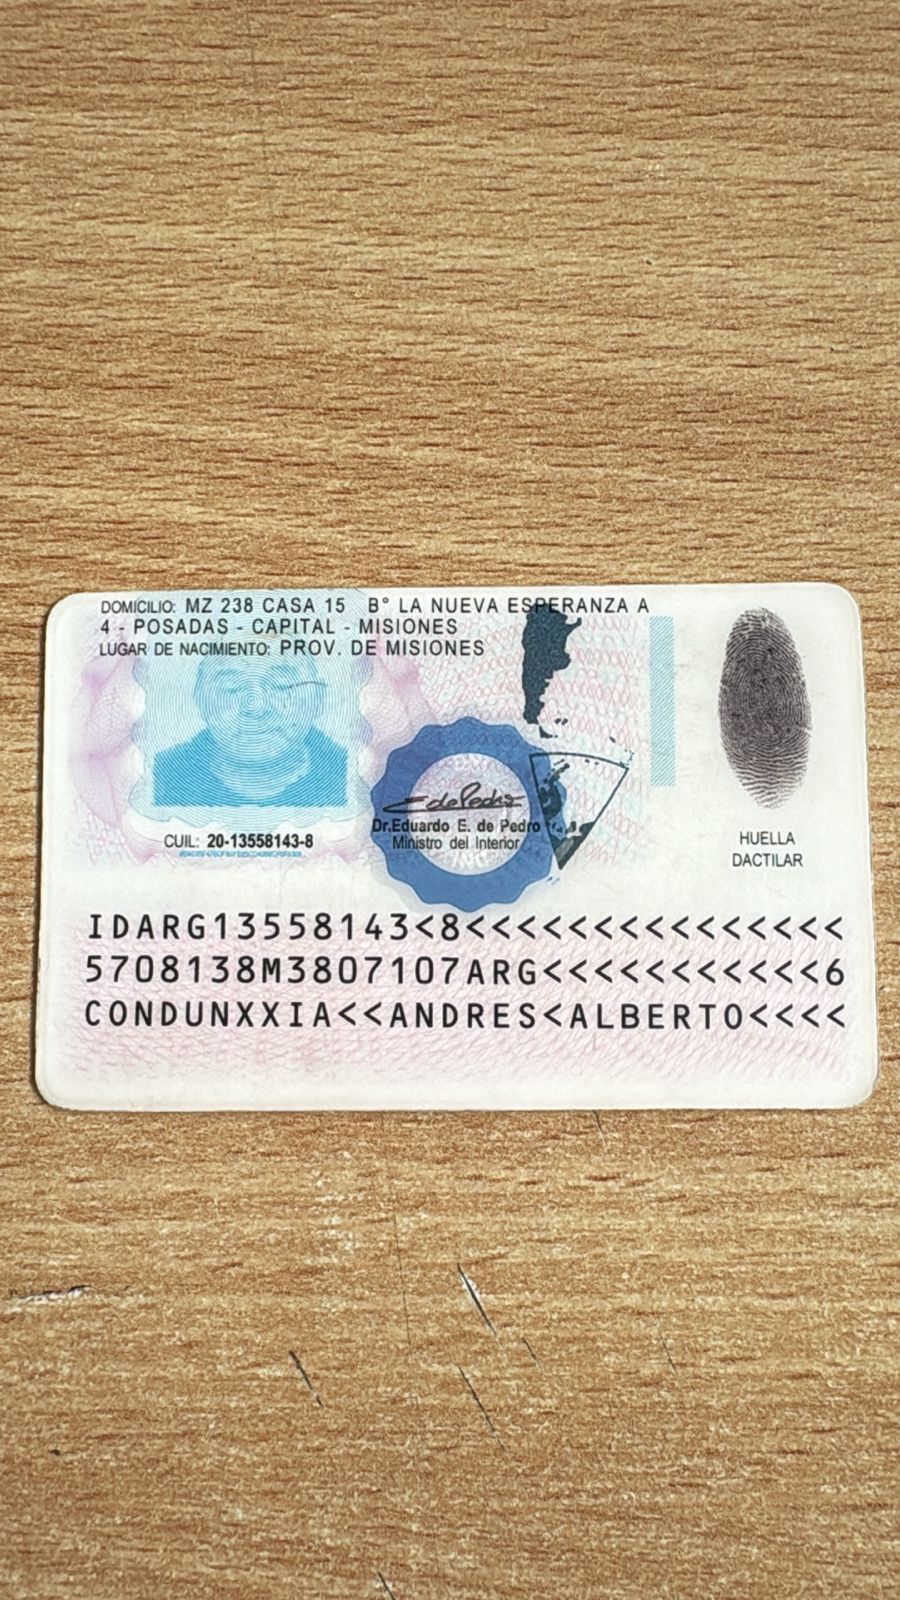 DOMICILIO: MZ 238 CASA 15 B° LA NUEVA ESPERANZA A
4 - POSADAS - CAPITAL - MISIONES
LUGAR DE NACIMIENTO: PROV. DE MISIONES
CUIL: 20-13558143-8
Dr.Eduardo E. de Pedro
Ministro del Interior
HUELLA
DACTILAR
IDARG13558143<8<<<<<<<<<<<<<<<
5708138M3807107ARG<<<<<<<<<<<6
CONDUNXXIA<<ANDRES<ALBERTO<<<<